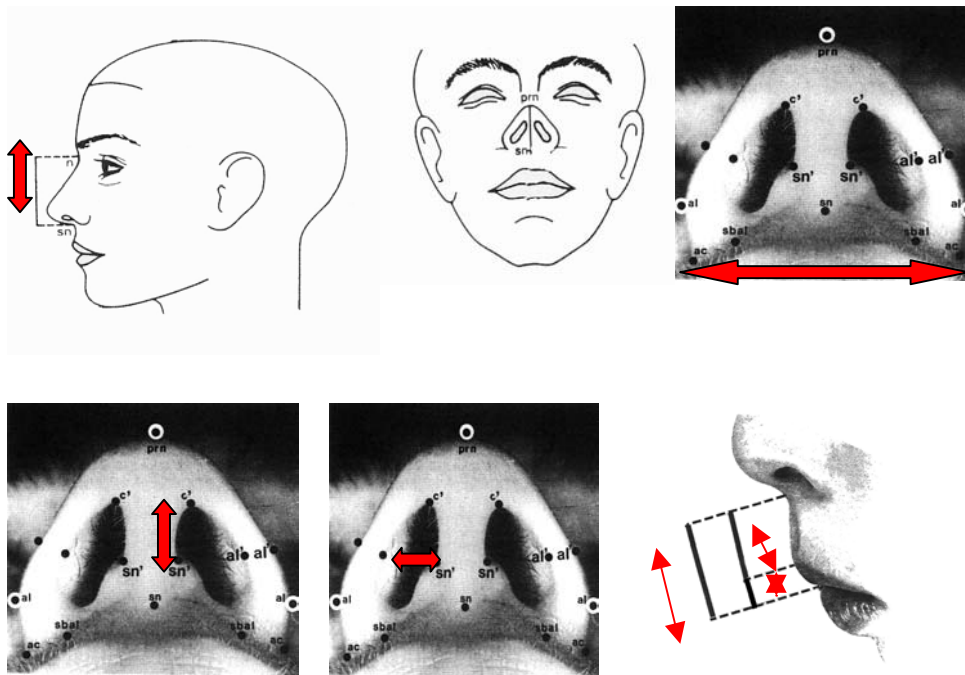 n
sn
prn
sn
prn
c' c'
al' al'
sn' sn'
al sn al
sbal sbal
ac ac
prn
c' c'
al' al'
sn' sn'
al sn al
sbal sbal
ac ac
prn
c' c'
al' al'
sn' sn'
al sn al
sbal sbal
ac ac